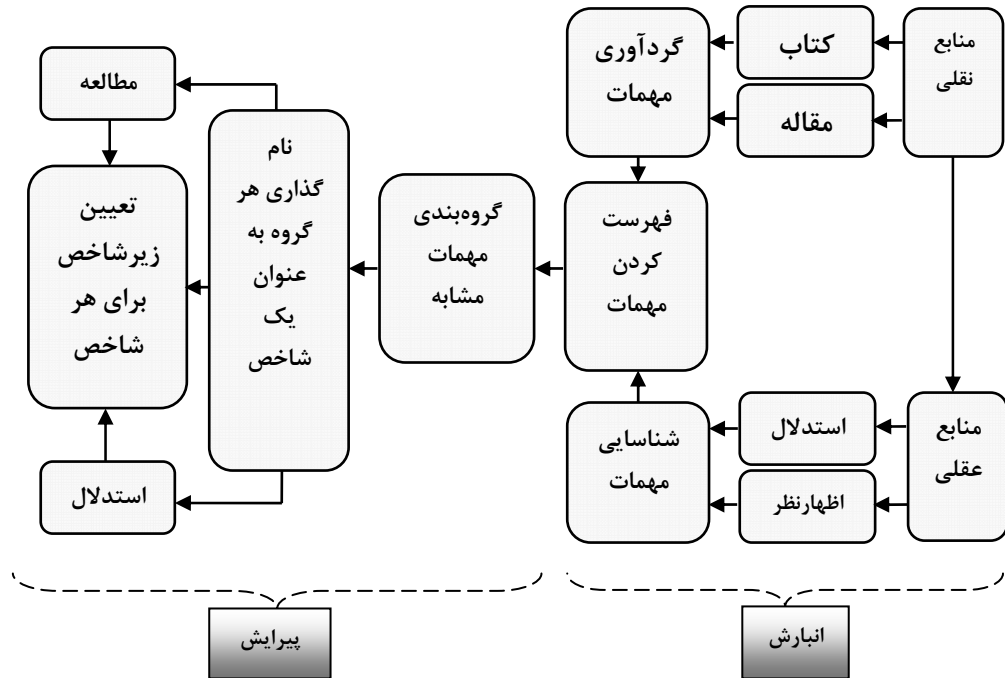 منابع
نقلی
کتاب
مقاله
گردآوری
مهمات
فهرست
کردن
مهمات
منابع
عقلی
استدلال
اظهارنظر
شناسایی
مهمات
گروه‌بندی
مهمات
مشابه
نام
گذاری هر
گروه به
عنوان
یک
شاخص
مطالعه
تعیین
زیرشاخص
برای هر
شاخص
استدلال
انبارش
پیرایش